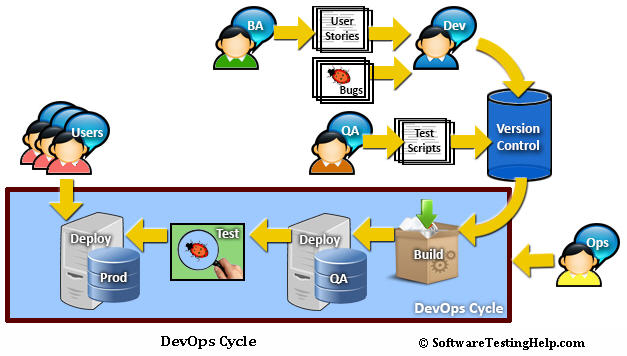 BA
User
Stories
Dev
Bugs
QA
Test
Scripts
Version
Control
Users
Deploy
Prod
Test
Deploy
QA
Build
Ops
DevOps Cycle
DevOps Cycle
© SoftwareTestingHelp.com